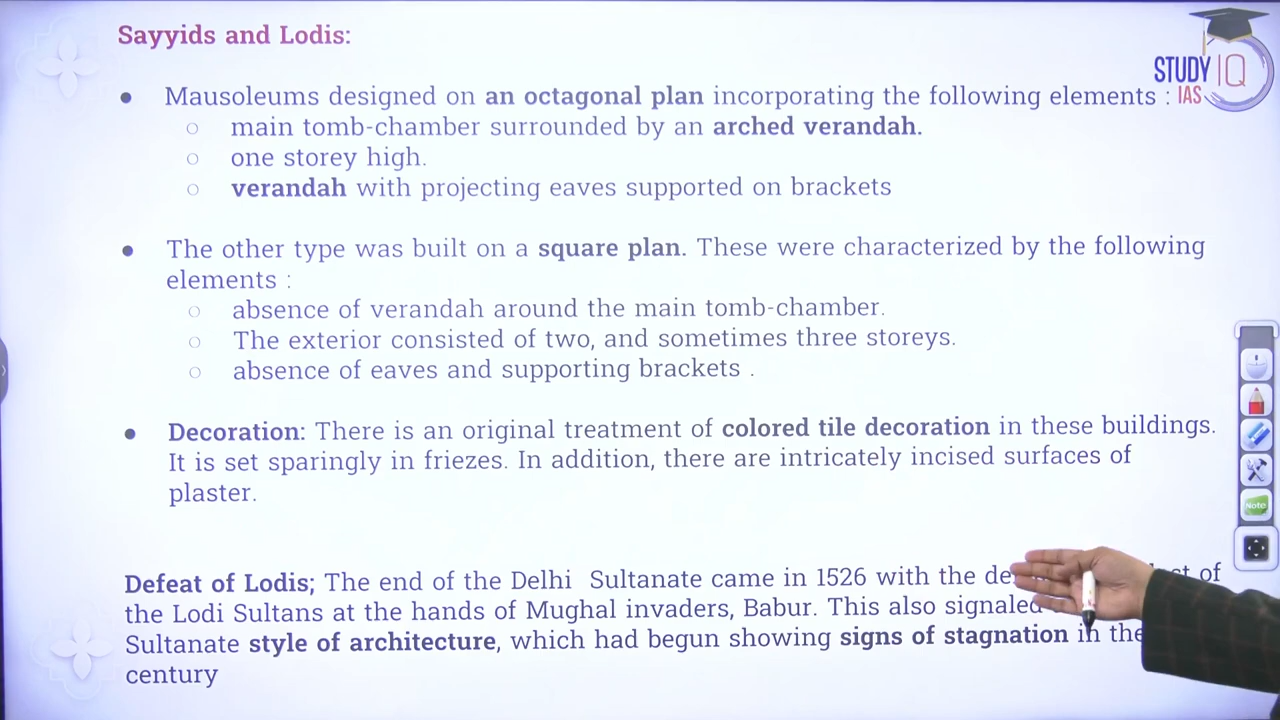 Sayyids and Lodis:
STUDY IQ
IAS
● Mausoleums designed on an octagonal plan incorporating the following elements :
○ main tomb-chamber surrounded by an arched verandah.
○ one storey high.
○ verandah with projecting eaves supported on brackets
● The other type was built on a square plan. These were characterized by the following
elements :
○ absence of verandah around the main tomb-chamber.
○ The exterior consisted of two, and sometimes three storeys.
○ absence of eaves and supporting brackets .
● Decoration: There is an original treatment of colored tile decoration in these buildings.
It is set sparingly in friezes. In addition, there are intricately incised surfaces of
plaster.
Note
Defeat of Lodis; The end of the Delhi Sultanate came in 1526 with the of
the Lodi Sultans at the hands of Mughal invaders, Babur. This also signaled
Sultanate style of architecture, which had begun showing signs of stagnation in the
century